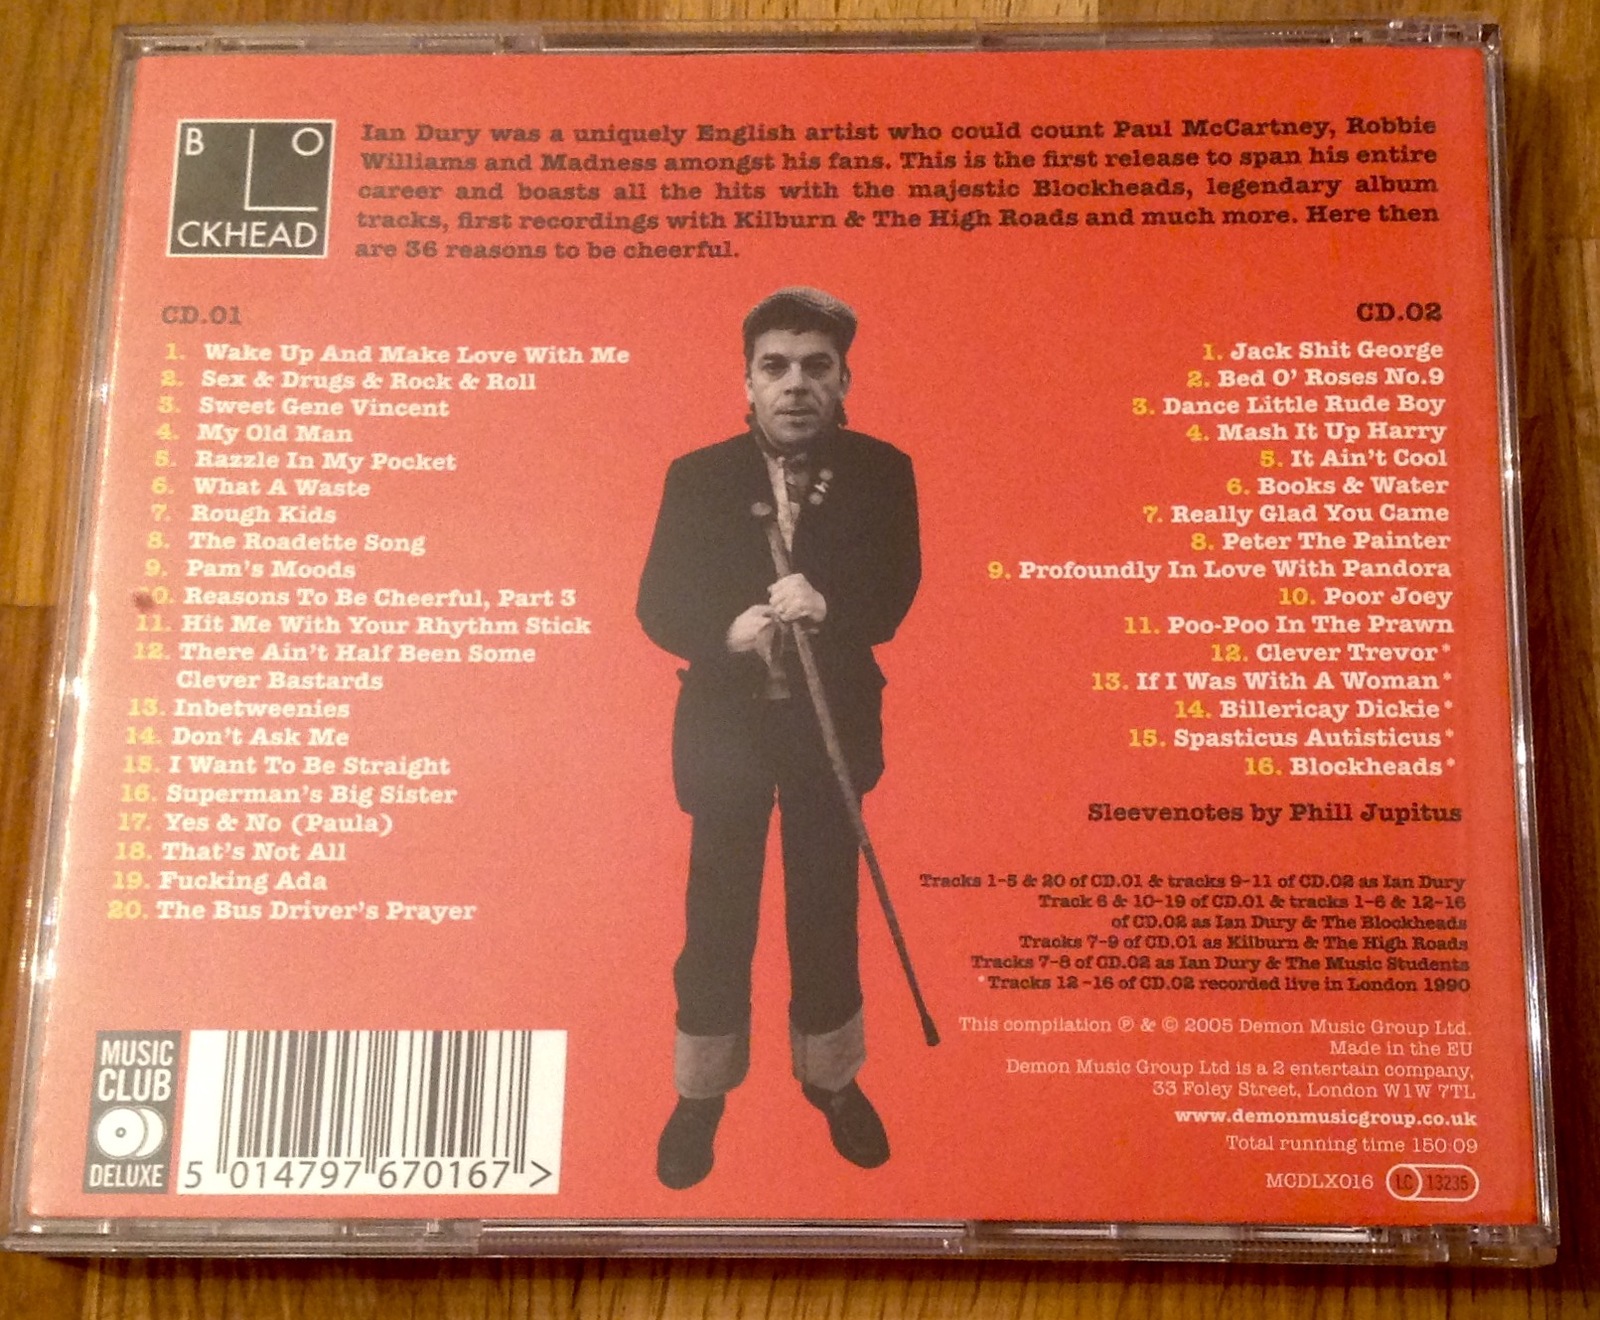 B L O
CKHEAD
Ian Dury was a uniquely English artist who could count Paul McCartney, Robbie
Williams and Madness amongst his fans. This is the first release to span his entire
career and boasts all the hits with the majestic Blockheads, legendary album
tracks, first recordings with Kilburn & The High Roads and much more. Here then
are 36 reasons to be cheerful.
CD.01
1. Wake Up And Make Love With Me
2. Sex & Drugs & Rock & Roll
3. Sweet Gene Vincent
4. My Old Man
5. Razzle In My Pocket
6. What A Waste
7. Rough Kids
8. The Roadette Song
9. Pam's Moods
10. Reasons To Be Cheerful, Part 3
11. Hit Me With Your Rhythm Stick
12. There Ain't Half Been Some
Clever Bastards
13. Inbetweenies
14. Don't Ask Me
15. I Want To Be Straight
16. Superman's Big Sister
17. Yes & No (Paula)
18. That's Not All
19. Fucking Ada
20. The Bus Driver's Prayer
CD.02
1. Jack Shit George
2. Bed O' Roses No.9
3. Dance Little Rude Boy
4. Mash It Up Harry
5. It Ain't Cool
6. Books & Water
7. Really Glad You Came
8. Peter The Painter
9. Profoundly In Love With Pandora
10. Poor Joey
11. Poo-Poo In The Prawn
12. Clever Trevor*
13. If I Was With A Woman*
14. Billericay Dickie*
15. Spasticus Autisticus*
16. Blockheads*
Sleevenotes by Phill Jupitus
Tracks 1-5 & 20 of CD.01 & tracks 9-11 of CD.02 as Ian Dury
Track 6 & 10-19 of CD.01 & tracks 1-6 & 12-16
of CD.02 as Ian Dury & The Blockheads
Tracks 7-9 of CD.01 as Kilburn & The High Roads
Tracks 7-8 of CD.02 as Ian Dury & The Music Students
*Tracks 12-16 of CD.02 recorded live in London 1990
This compilation ℗ & © 2005 Demon Music Group Ltd.
Made in the EU
Demon Music Group Ltd is a 2 entertain company,
33 Foley Street, London W1W 7TL
www.demonmusicgroup.co.uk
Total running time 150:09
MCDLX016 LC 13235
MUSIC
CLUB
DELUXE
5 014797 670167 >